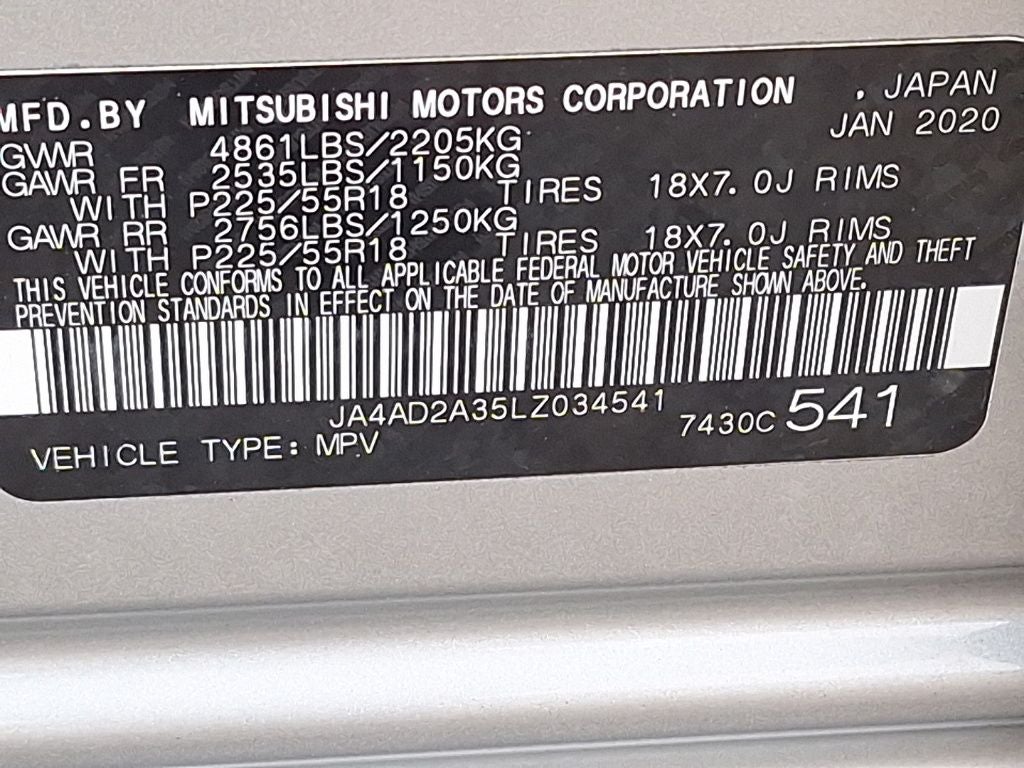 MFD.BY MITSUBISHI MOTORS CORPORATION , JAPAN
JAN 2020
GVWR 4861LBS/2205KG
GAWR FR 2535LBS/1150KG
WITH P225/55R18 TIRES 18X7.0J RIMS
GAWR RR 2756LBS/1250KG
WITH P225/55R18 TIRES 18X7.0J RIMS
THIS VEHICLE CONFORMS TO ALL APPLICABLE FEDERAL MOTOR VEHICLE SAFETY AND THEFT
PREVENTION STANDARDS IN EFFECT ON THE DATE OF MANUFACTURE SHOWN ABOVE.
JA4AD2A35LZ034541
7430C 541
VEHICLE TYPE: MPV